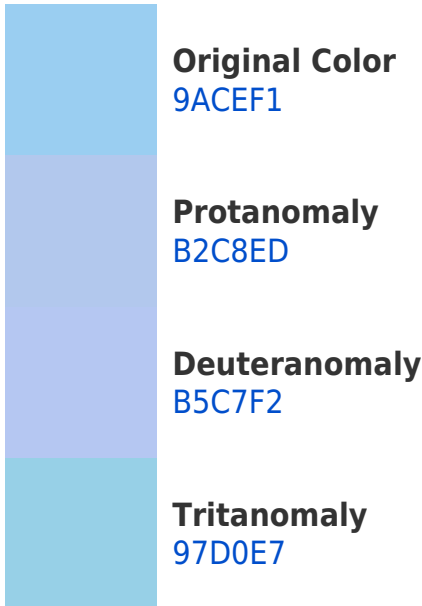 Original Color
9ACEF1
Protanomaly
B2C8ED
Deuteranomaly
B5C7F2
Tritanomaly
97D0E7